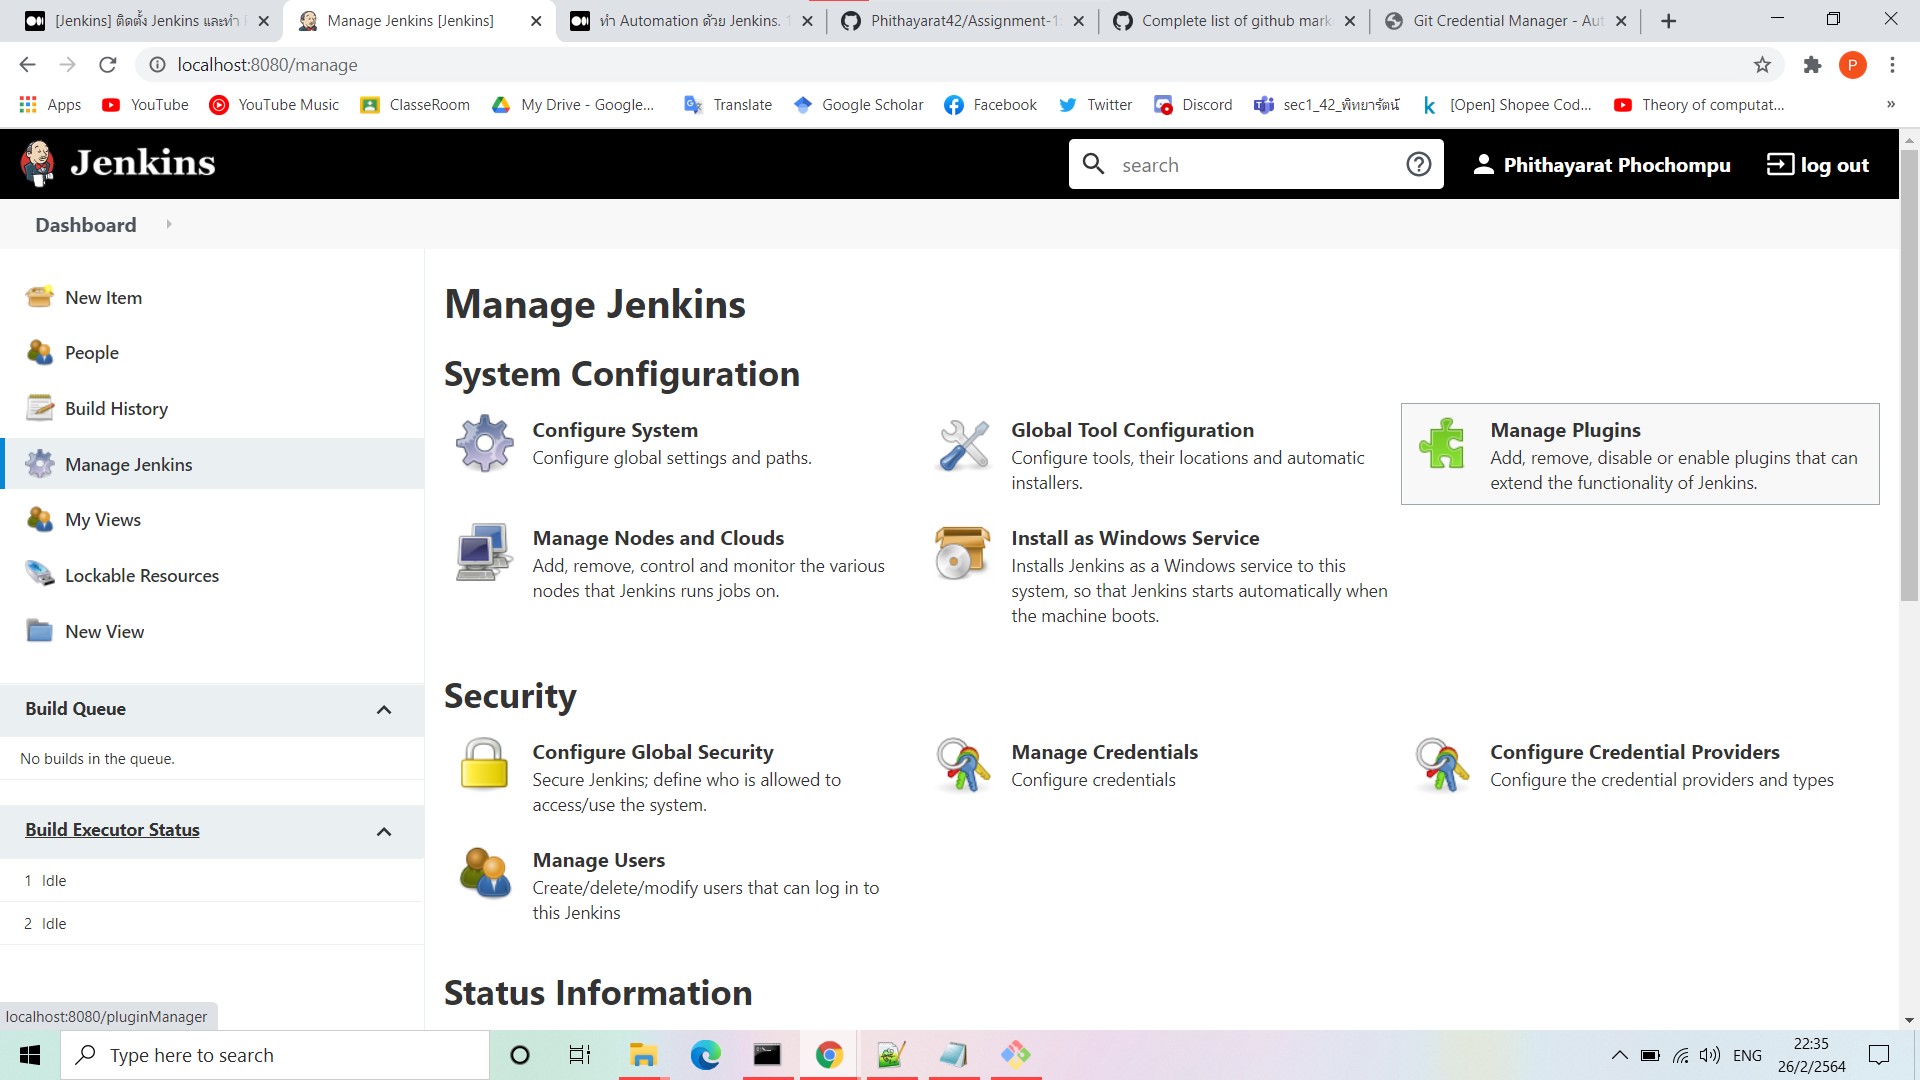 [Jenkins] ติดตั้ง Jenkins และทำ
Manage Jenkins [Jenkins]
ทำ Automation ด้วย Jenkins.
Phithayarat42/Assignment-1
Complete list of github mark
Git Credential Manager - Aut
localhost:8080/manage
P
Apps
YouTube
YouTube Music
ClasseRoom
My Drive - Google...
Translate
Google Scholar
Facebook
Twitter
Discord
sec1_42_พิทยารัตน์
[Open] Shopee Cod...
Theory of computat...
»
Jenkins
search
Phithayarat Phochompu
log out
Dashboard
New Item
People
Build History
Manage Jenkins
My Views
Lockable Resources
New View
Build Queue
No builds in the queue.
Build Executor Status
1 Idle
2 Idle
Manage Jenkins
System Configuration
Configure System
Configure global settings and paths.
Global Tool Configuration
Configure tools, their locations and automatic
installers.
Manage Plugins
Add, remove, disable or enable plugins that can
extend the functionality of Jenkins.
Manage Nodes and Clouds
Add, remove, control and monitor the various
nodes that Jenkins runs jobs on.
Install as Windows Service
Installs Jenkins as a Windows service to this
system, so that Jenkins starts automatically when
the machine boots.
Security
Configure Global Security
Secure Jenkins; define who is allowed to
access/use the system.
Manage Credentials
Configure credentials
Configure Credential Providers
Configure the credential providers and types
Manage Users
Create/delete/modify users that can log in to
this Jenkins
Status Information
localhost:8080/pluginManager
Type here to search
ENG
22:35
26/2/2564